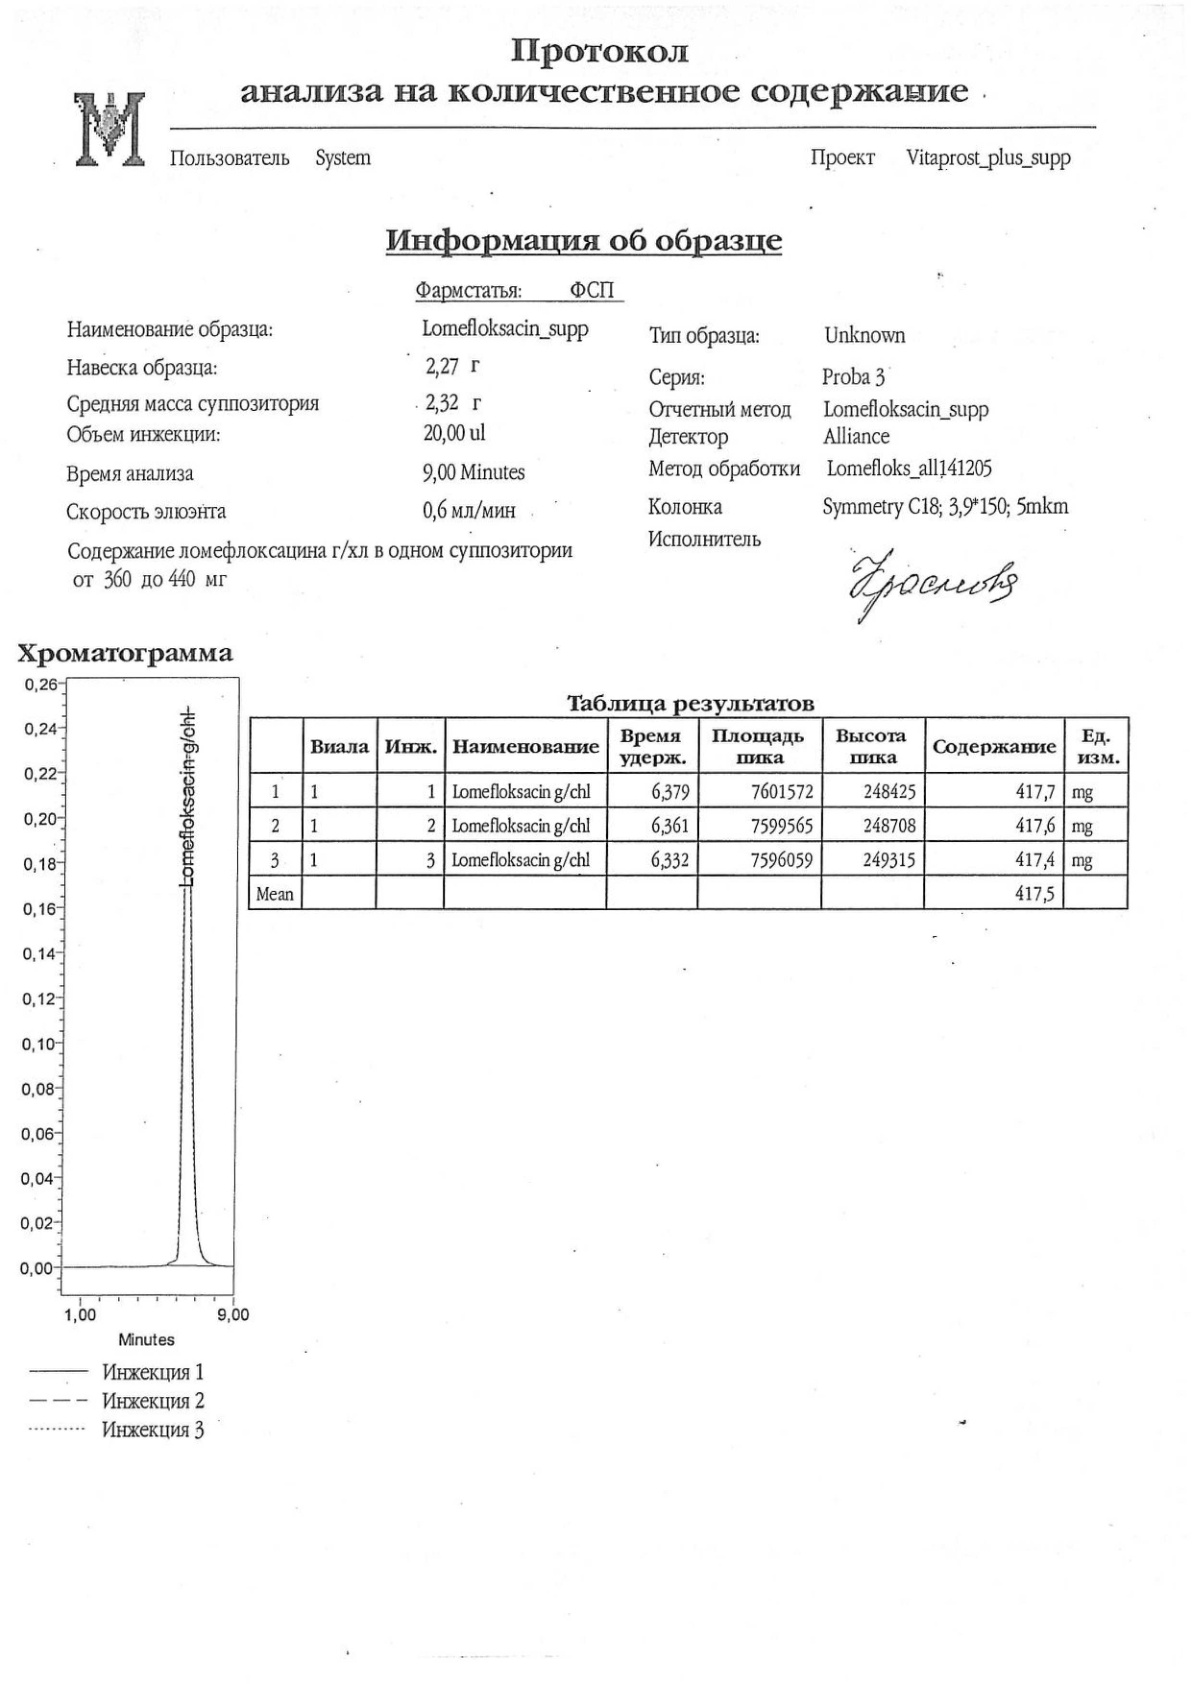 Протокол
анализа на количественное содержание
Пользователь System Проект Vitaprost_plus_supp
Информация об образце
Фармстатья: ФСП
Наименование образца: Lomefloksacin_supp
Навеска образца: 2,27 г
Средняя масса суппозитория 2,32 г
Объем инжекции: 20,00 ul
Время анализа 9,00 Minutes
Скорость элюэнта 0,6 мл/мин
Содержание ломефлоксацина г/хл в одном суппозитории
от 360 до 440 мг
Тип образца: Unknown
Серия: Proba 3
Отчетный метод Lomefloksacin_supp
Детектор Alliance
Метод обработки Lomefloks_all141205
Колонка Symmetry C18; 3,9*150; 5mkm
Исполнитель
Хроматограмма
0,26
0,24
0,22
0,20
0,18
0,16
0,14
0,12
0,10
0,08
0,06
0,04
0,02
0,00
Lomefloksacin g/chl
1,00 9,00
Minutes
Инжекция 1
Инжекция 2
Инжекция 3
Таблица результатов
Виала Инж. Наименование Время удерж. Площадь пика Высота пика Содержание Ед. изм.
1 1 1 Lomefloksacin g/chl 6,379 7601572 248425 417,7 mg
2 1 2 Lomefloksacin g/chl 6,361 7599565 248708 417,6 mg
3 1 3 Lomefloksacin g/chl 6,332 7596059 249315 417,4 mg
Mean 417,5